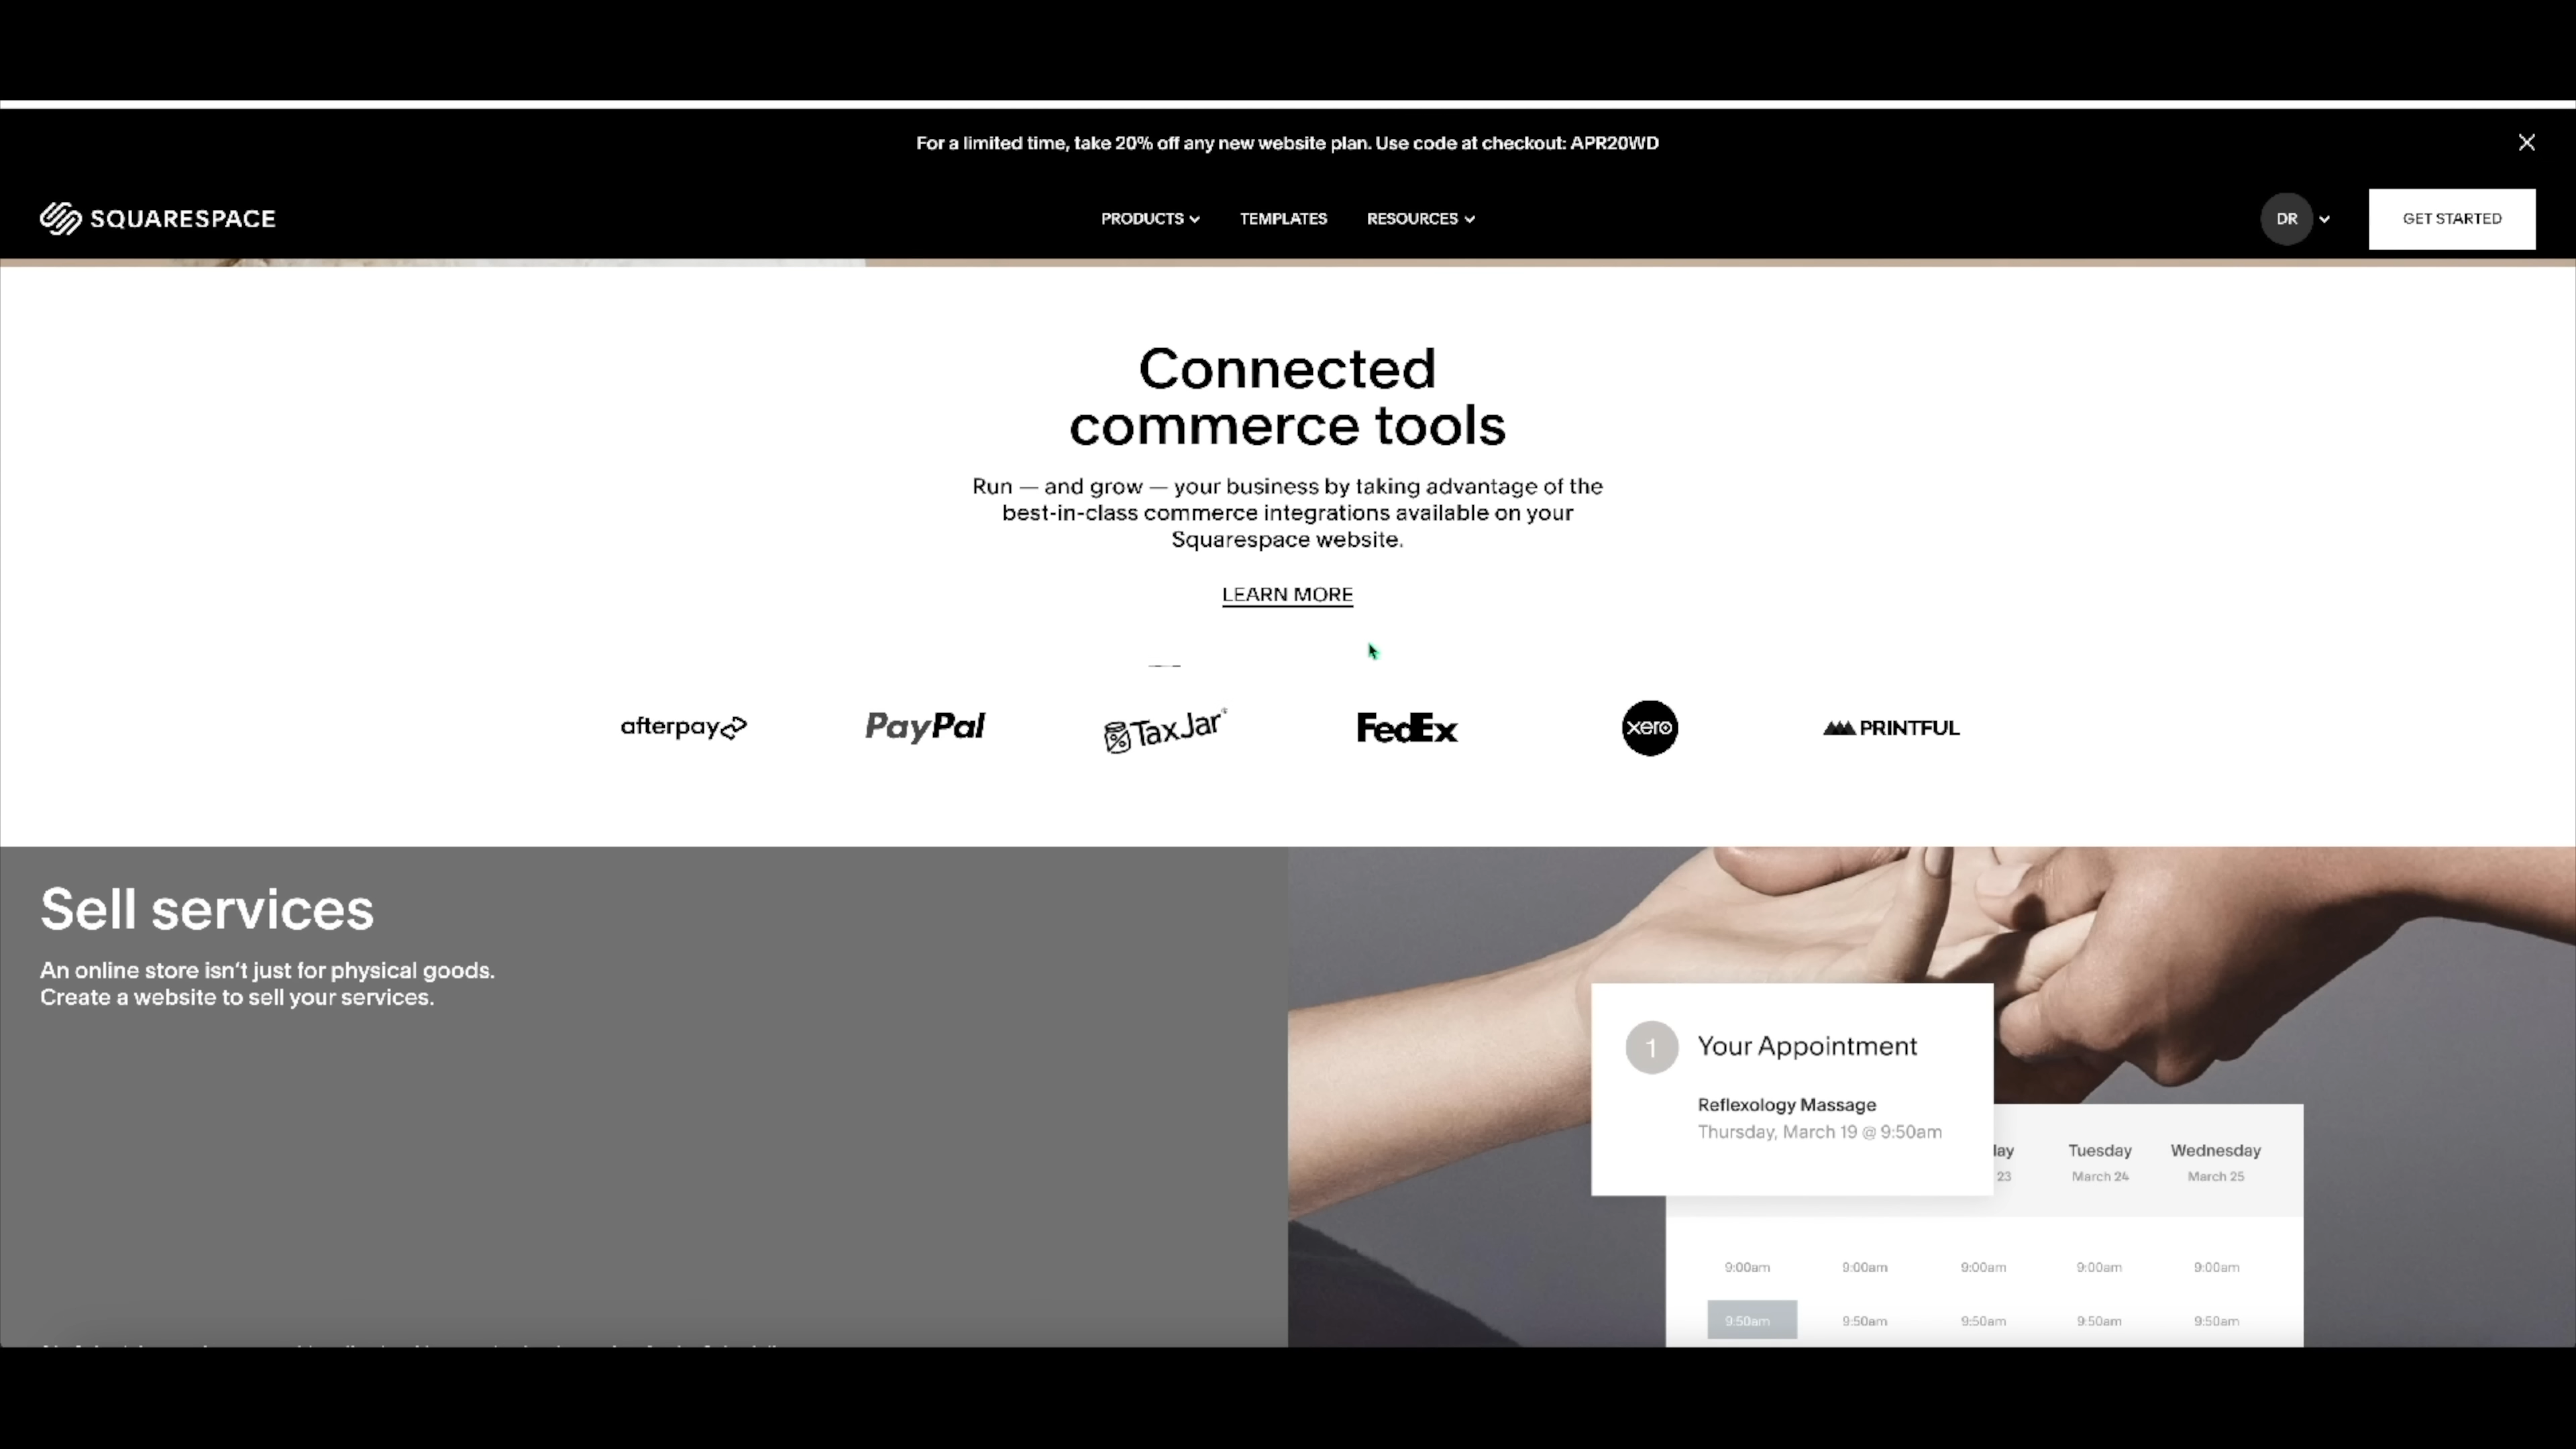 For a limited time, take 20% off any new website plan. Use code at checkout: APR20WD
SQUARESPACE
PRODUCTS
TEMPLATES
RESOURCES
DR
GET STARTED
Connected
commerce tools
Run — and grow — your business by taking advantage of the
best-in-class commerce integrations available on your
Squarespace website.
LEARN MORE
afterpay
PayPal
TaxJar
FedEx
xero
PRINTFUL
Sell services
An online store isn't just for physical goods.
Create a website to sell your services.
1 Your Appointment
Reflexology Massage
Thursday, March 19 @ 9:50am
Tuesday Wednesday
23 March 24 March 25
9:00am 9:00am 9:00am 9:00am 9:00am
9:50am 9:50am 9:50am 9:50am 9:50am